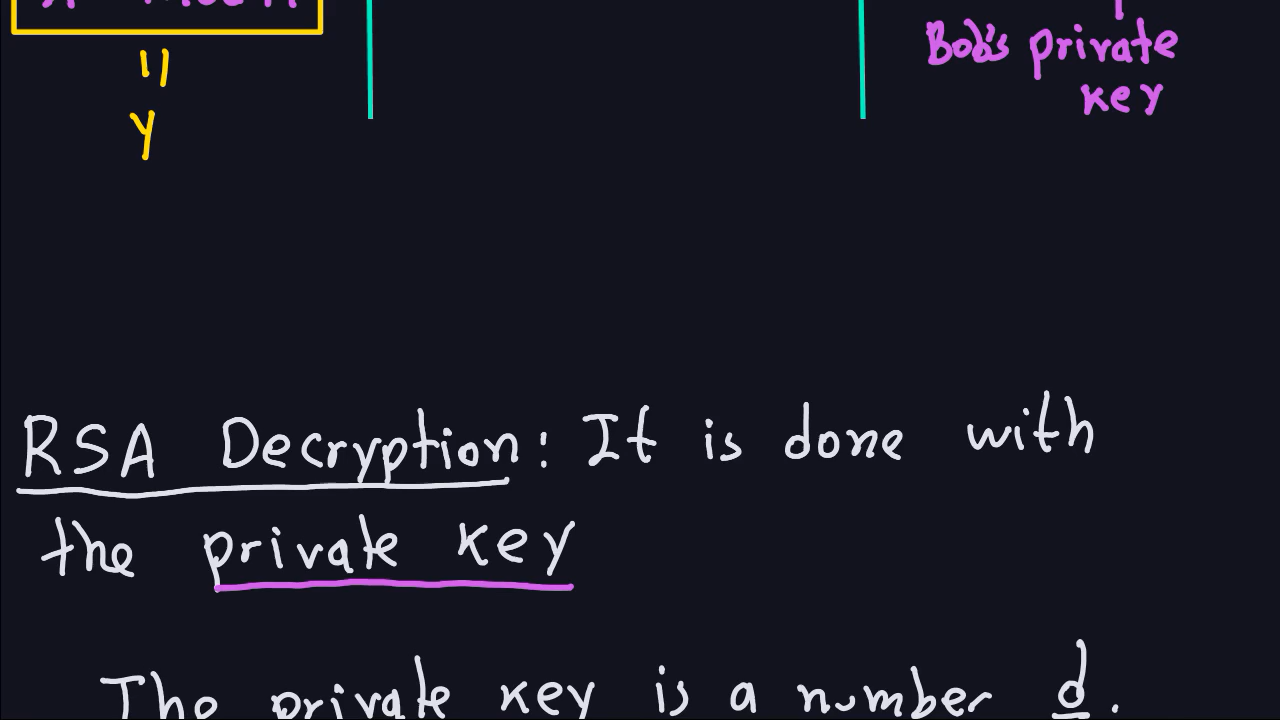 Bob's private
key
y
RSA Decryption: It is done with
the private key
The private key is a number d.